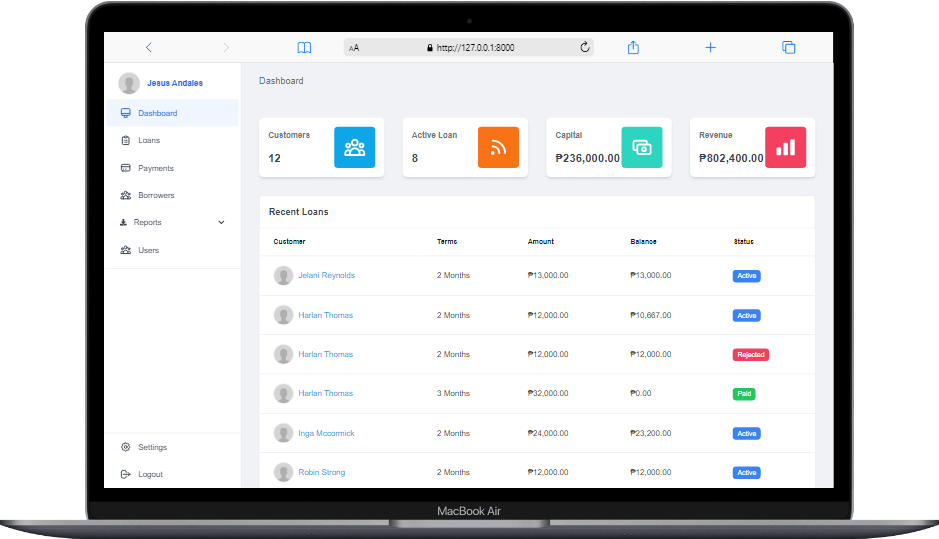 AA http://127.0.0.1:8000
Jesus Andales
Dashboard
Loans
Payments
Borrowers
Reports
Users
Settings
Logout
Dashboard
Customers
12
Active Loan
8
Capital
₱236,000.00
Revenue
₱802,400.00
Recent Loans
Customer Terms Amount Balance Status
Jelani Reynolds 2 Months ₱13,000.00 ₱13,000.00 Active
Harlan Thomas 2 Months ₱12,000.00 ₱10,667.00 Active
Harlan Thomas 2 Months ₱12,000.00 ₱12,000.00 Rejected
Harlan Thomas 3 Months ₱32,000.00 ₱0.00 Paid
Inga Mccormick 2 Months ₱24,000.00 ₱23,200.00 Active
Robin Strong 2 Months ₱12,000.00 ₱12,000.00 Active
MacBook Air